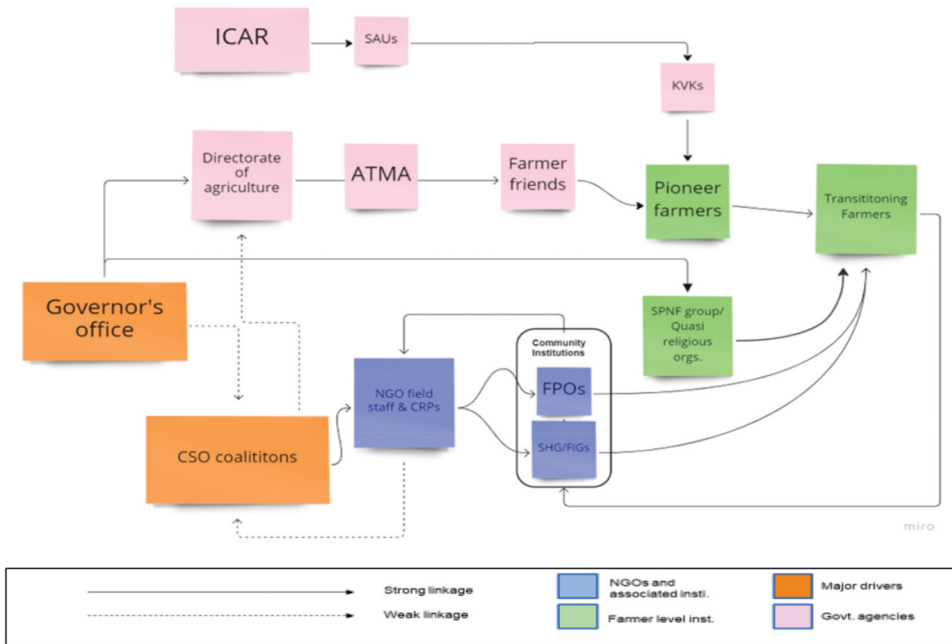 ICAR
SAUs
KVKs
Directorate
of
agriculture
ATMA
Farmer
friends
Pioneer
farmers
Transititoning
Farmers
Governor's
office
SPNF group/
Quasi
religious
orgs.
Community
Institutions
NGO field
staff & CRPs
FPOs
CSO coalititons
SHG/FIGs
miro
Strong linkage
Weak linkage
NGOs and
associated insti.
Farmer level inst.
Major drivers
Govt. agencies